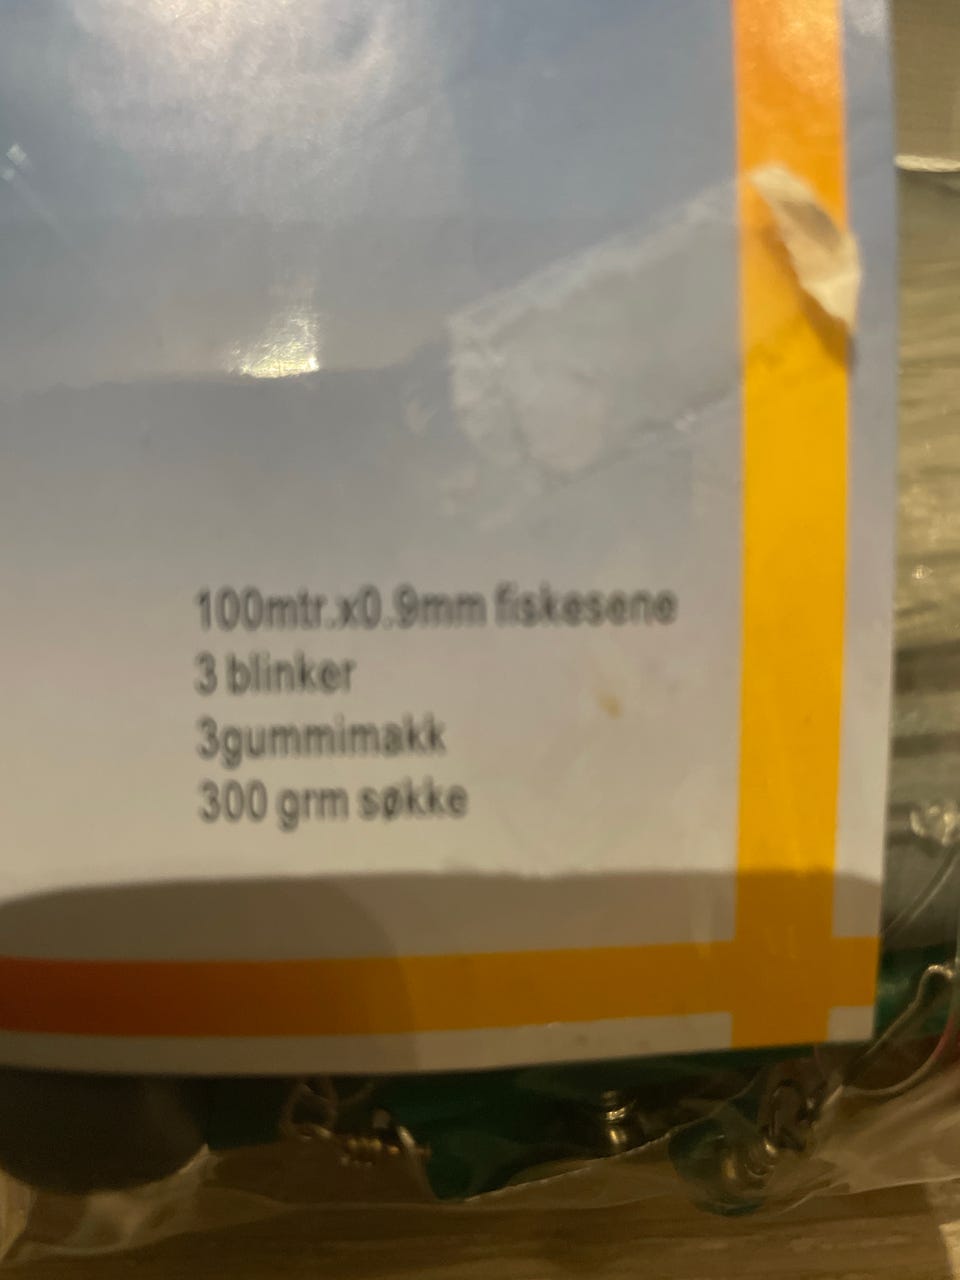 100mtr.x0.9mm fiskesene
3 blinker
3gummimakk
300 grm søkke